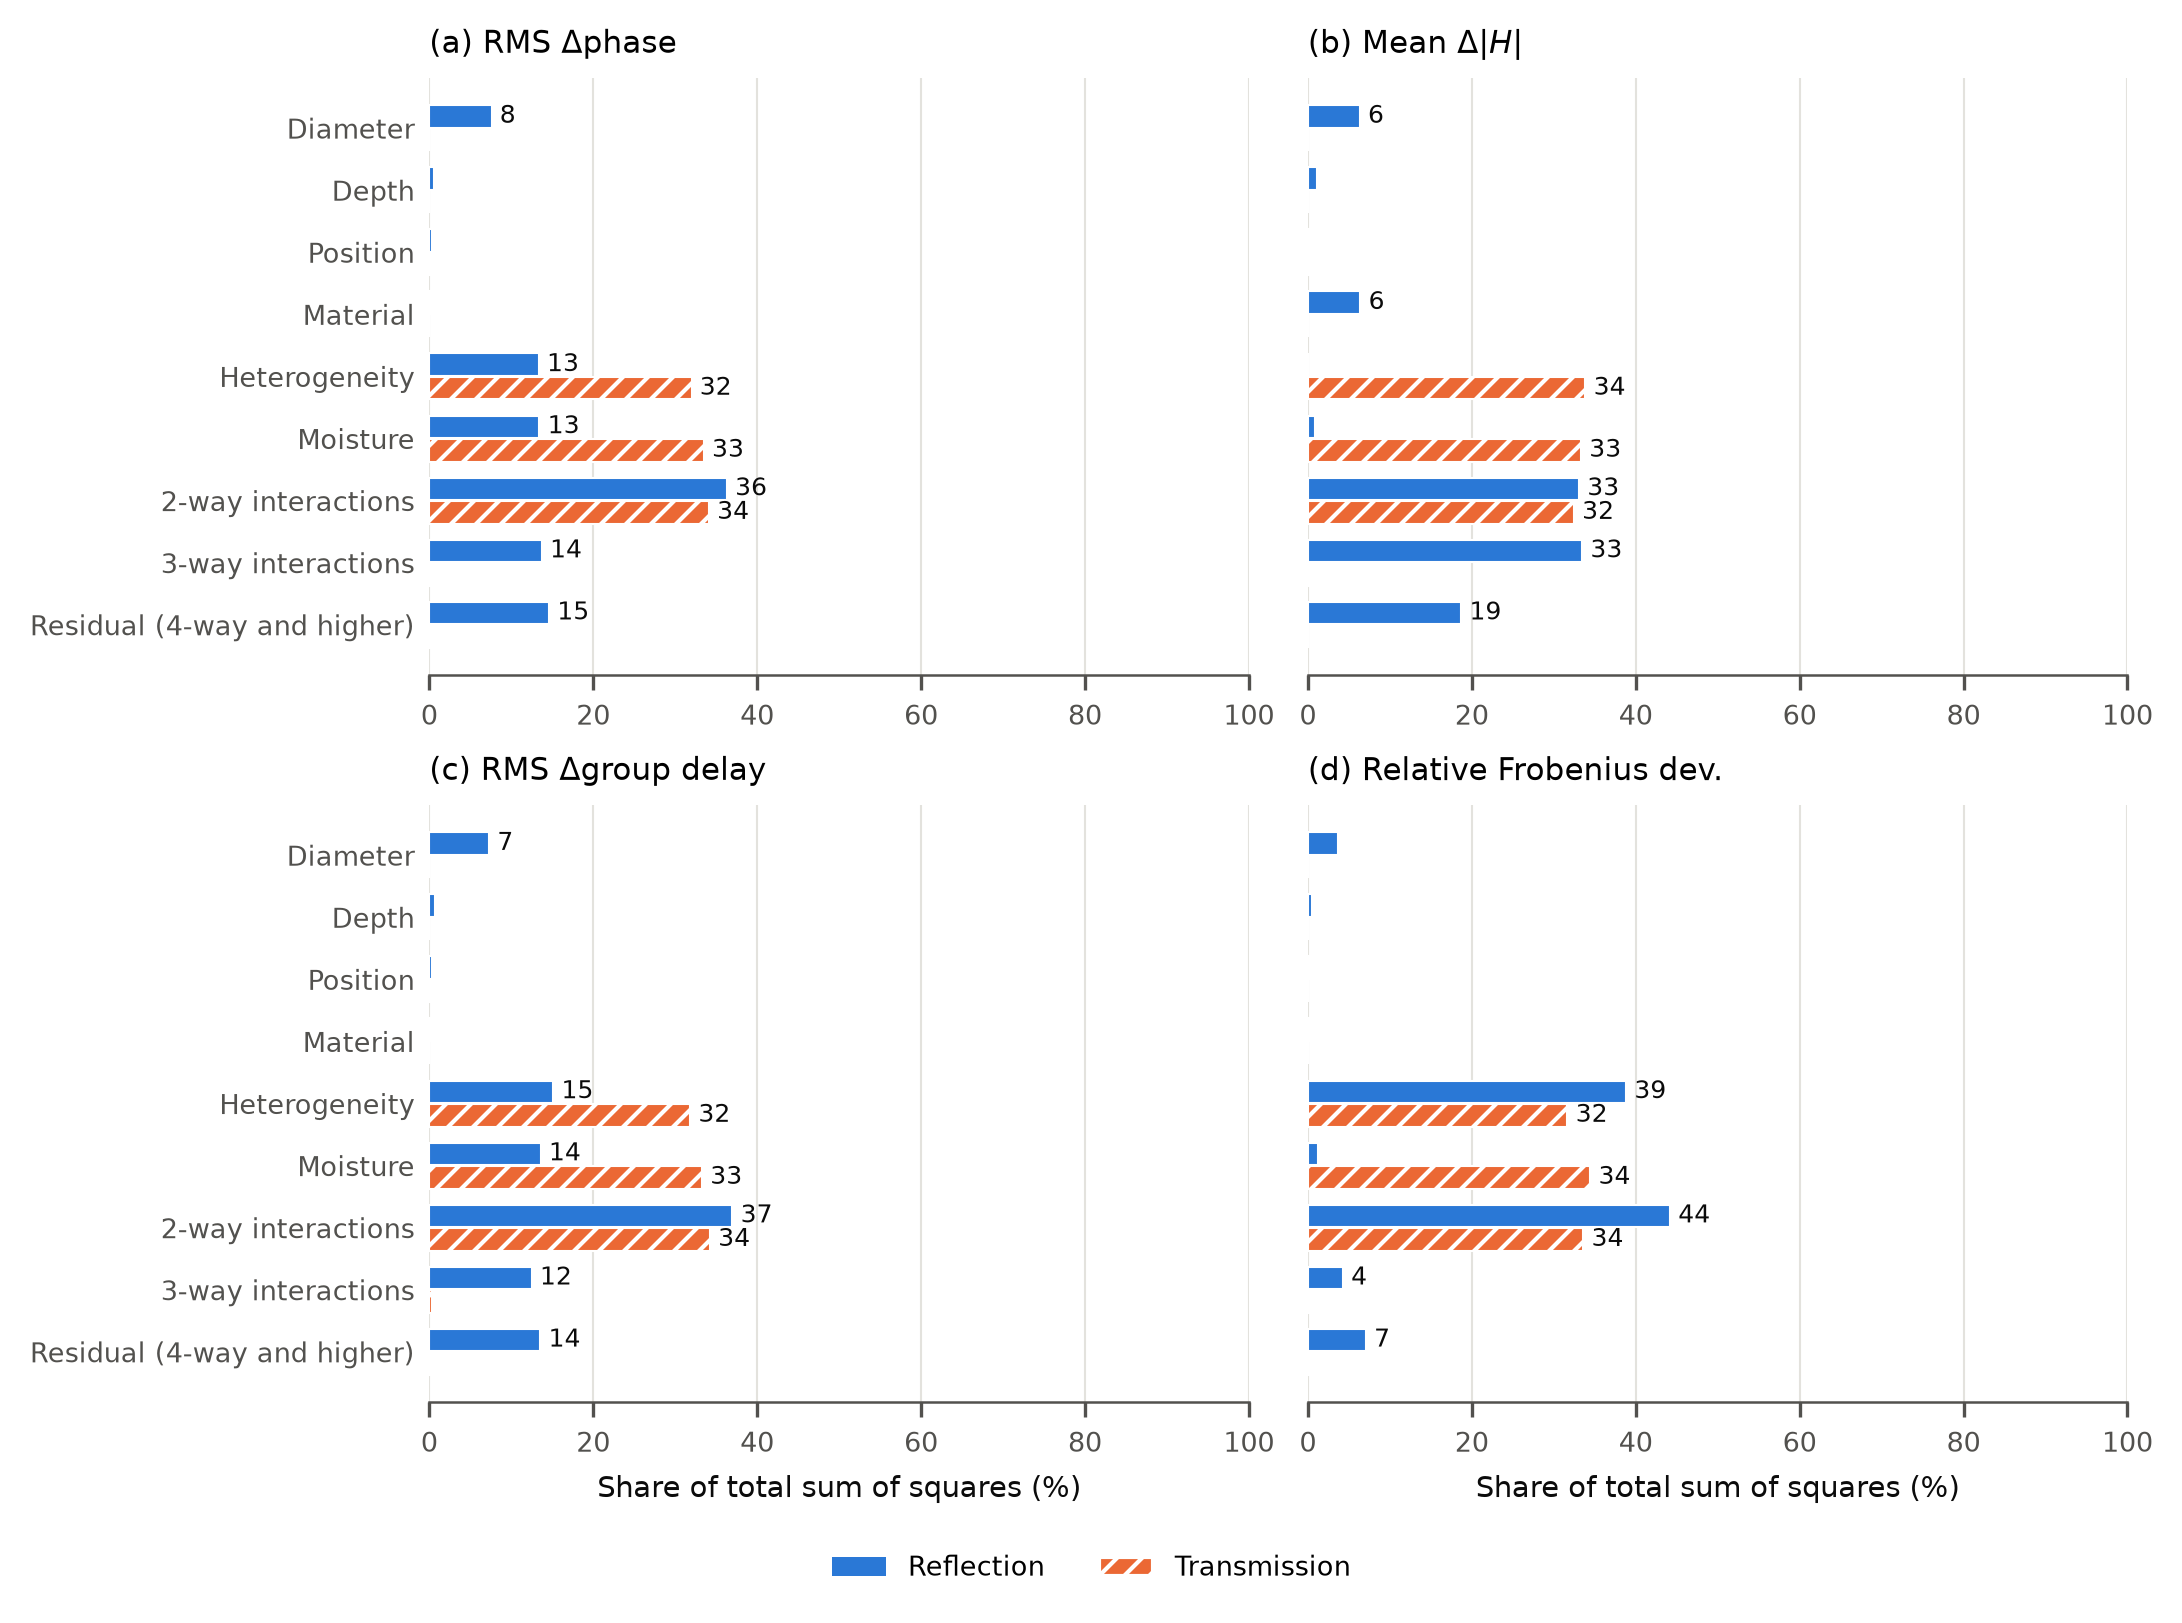 (a) RMS Δphase
Diameter 8
Depth
Position
Material
Heterogeneity 13
32
Moisture 13
33
2-way interactions 36
34
3-way interactions 14
Residual (4-way and higher) 15
0 20 40 60 80 100
(b) Mean Δ|H|
6
6
34
33
33
32
33
19
0 20 40 60 80 100
(c) RMS Δgroup delay
Diameter 7
Depth
Position
Material
Heterogeneity 15
32
Moisture 14
33
2-way interactions 37
34
3-way interactions 12
Residual (4-way and higher) 14
0 20 40 60 80 100
Share of total sum of squares (%)
(d) Relative Frobenius dev.
39
32
34
44
34
4
7
0 20 40 60 80 100
Share of total sum of squares (%)
Reflection Transmission